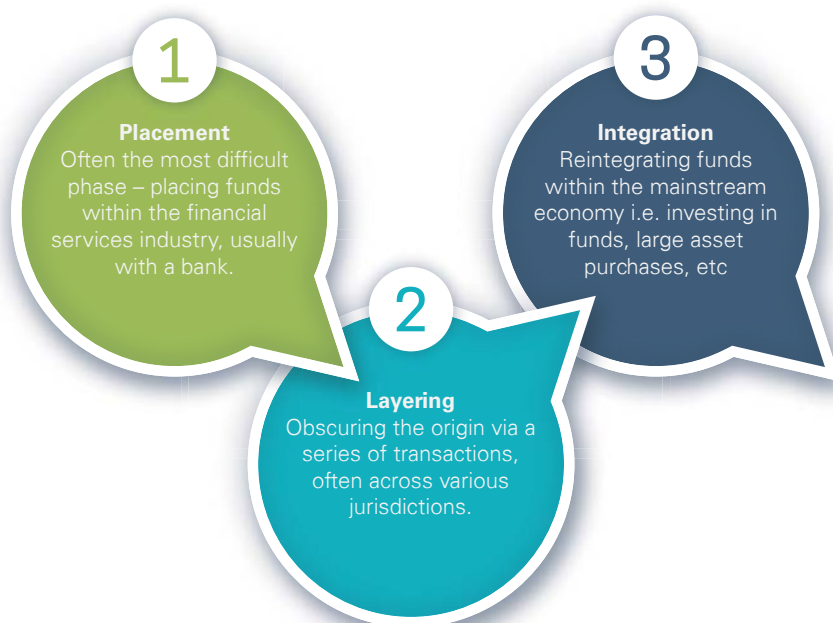 1
Placement
Often the most difficult
phase – placing funds
within the financial
services industry, usually
with a bank.
2
Layering
Obscuring the origin via a
series of transactions,
often across various
jurisdictions.
3
Integration
Reintegrating funds
within the mainstream
economy i.e. investing in
funds, large asset
purchases, etc